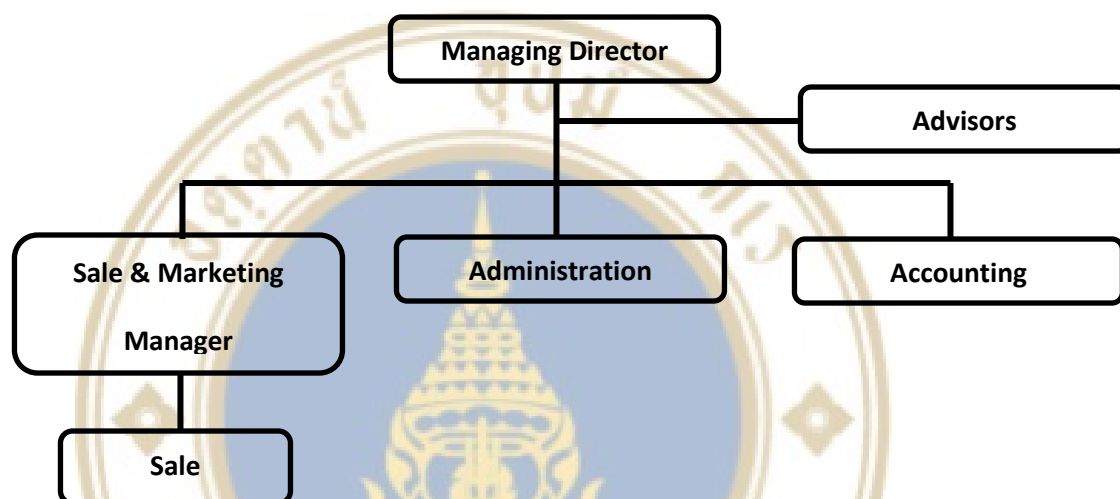 Managing Director
Advisors
Sale & Marketing
Manager
Administration
Accounting
Sale